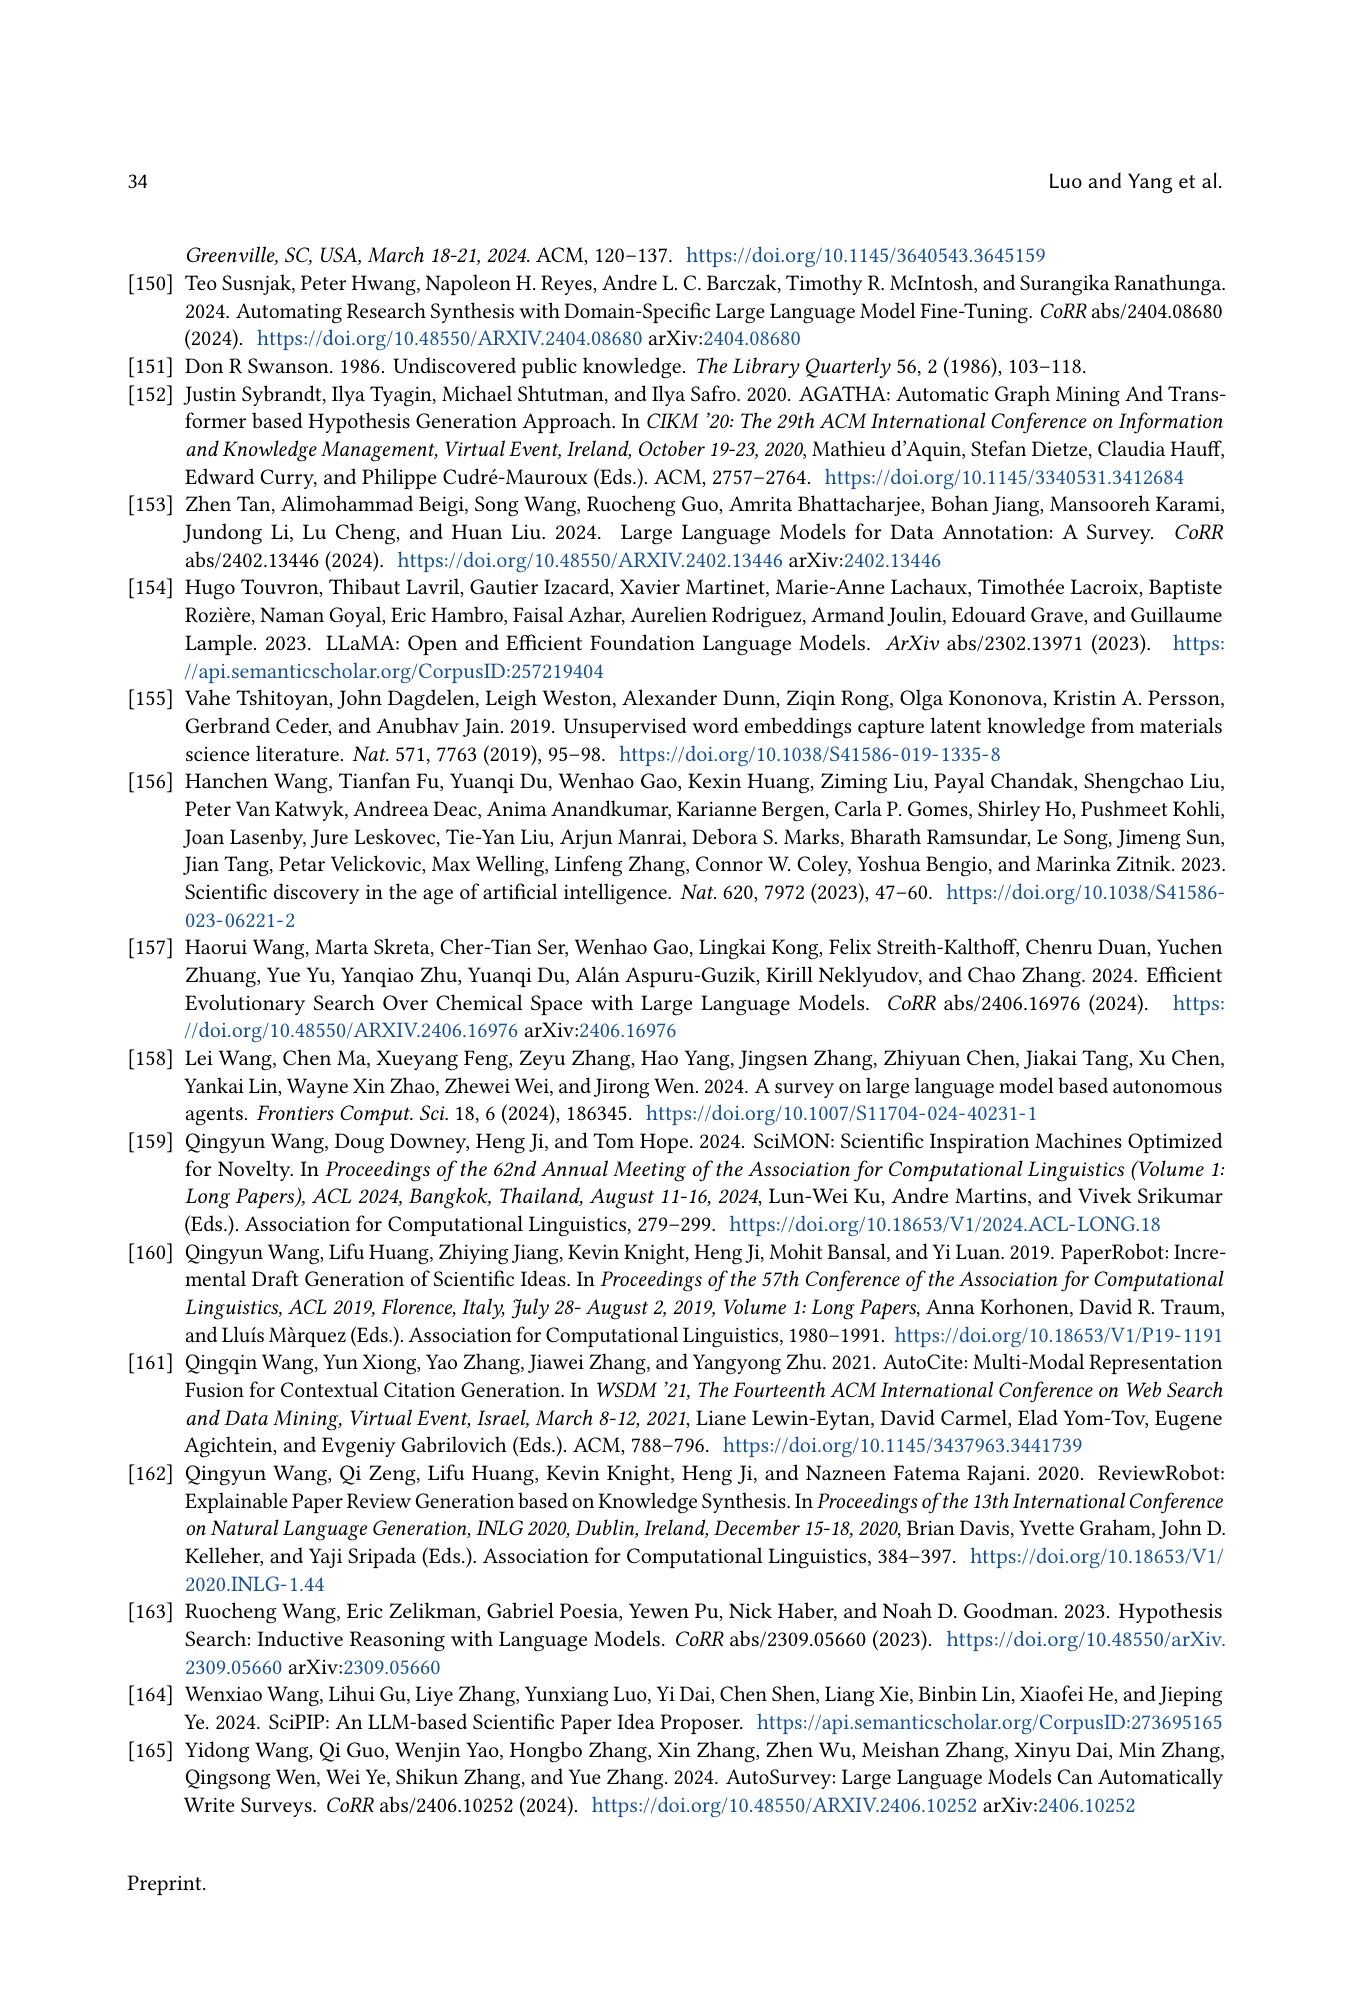 34
Luo and Yang et al.
Greenville, SC, USA, March 18-21, 2024. ACM, 120–137. https://doi.org/10.1145/3640543.3645159
[150] Teo Susnjak, Peter Hwang, Napoleon H. Reyes, Andre L. C. Barczak, Timothy R. McIntosh, and Surangika Ranathunga.
2024. Automating Research Synthesis with Domain-Specific Large Language Model Fine-Tuning. CoRR abs/2404.08680
(2024). https://doi.org/10.48550/ARXIV.2404.08680 arXiv:2404.08680
[151] Don R Swanson. 1986. Undiscovered public knowledge. The Library Quarterly 56, 2 (1986), 103–118.
[152] Justin Sybrandt, Ilya Tyagin, Michael Shtutman, and Ilya Safro. 2020. AGATHA: Automatic Graph Mining And Trans-
former based Hypothesis Generation Approach. In CIKM ’20: The 29th ACM International Conference on Information
and Knowledge Management, Virtual Event, Ireland, October 19-23, 2020, Mathieu d’Aquin, Stefan Dietze, Claudia Hauff,
Edward Curry, and Philippe Cudré-Mauroux (Eds.). ACM, 2757–2764. https://doi.org/10.1145/3340531.3412684
[153] Zhen Tan, Alimohammad Beigi, Song Wang, Ruocheng Guo, Amrita Bhattacharjee, Bohan Jiang, Mansooreh Karami,
Jundong Li, Lu Cheng, and Huan Liu. 2024. Large Language Models for Data Annotation: A Survey. CoRR
abs/2402.13446 (2024). https://doi.org/10.48550/ARXIV.2402.13446 arXiv:2402.13446
[154] Hugo Touvron, Thibaut Lavril, Gautier Izacard, Xavier Martinet, Marie-Anne Lachaux, Timothée Lacroix, Baptiste
Rozière, Naman Goyal, Eric Hambro, Faisal Azhar, Aurelien Rodriguez, Armand Joulin, Edouard Grave, and Guillaume
Lample. 2023. LLaMA: Open and Efficient Foundation Language Models. ArXiv abs/2302.13971 (2023). https:
//api.semanticscholar.org/CorpusID:257219404
[155] Vahe Tshitoyan, John Dagdelen, Leigh Weston, Alexander Dunn, Ziqin Rong, Olga Kononova, Kristin A. Persson,
Gerbrand Ceder, and Anubhav Jain. 2019. Unsupervised word embeddings capture latent knowledge from materials
science literature. Nat. 571, 7763 (2019), 95–98. https://doi.org/10.1038/S41586-019-1335-8
[156] Hanchen Wang, Tianfan Fu, Yuanqi Du, Wenhao Gao, Kexin Huang, Ziming Liu, Payal Chandak, Shengchao Liu,
Peter Van Katwyk, Andreea Deac, Anima Anandkumar, Karianne Bergen, Carla P. Gomes, Shirley Ho, Pushmeet Kohli,
Joan Lasenby, Jure Leskovec, Tie-Yan Liu, Arjun Manrai, Debora S. Marks, Bharath Ramsundar, Le Song, Jimeng Sun,
Jian Tang, Petar Velickovic, Max Welling, Linfeng Zhang, Connor W. Coley, Yoshua Bengio, and Marinka Zitnik. 2023.
Scientific discovery in the age of artificial intelligence. Nat. 620, 7972 (2023), 47–60. https://doi.org/10.1038/S41586-
023-06221-2
[157] Haorui Wang, Marta Skreta, Cher-Tian Ser, Wenhao Gao, Lingkai Kong, Felix Streith-Kalthoff, Chenru Duan, Yuchen
Zhuang, Yue Yu, Yanqiao Zhu, Yuanqi Du, Alán Aspuru-Guzik, Kirill Neklyudov, and Chao Zhang. 2024. Efficient
Evolutionary Search Over Chemical Space with Large Language Models. CoRR abs/2406.16976 (2024). https:
//doi.org/10.48550/ARXIV.2406.16976 arXiv:2406.16976
[158] Lei Wang, Chen Ma, Xueyang Feng, Zeyu Zhang, Hao Yang, Jingsen Zhang, Zhiyuan Chen, Jiakai Tang, Xu Chen,
Yankai Lin, Wayne Xin Zhao, Zhewei Wei, and Jirong Wen. 2024. A survey on large language model based autonomous
agents. Frontiers Comput. Sci. 18, 6 (2024), 186345. https://doi.org/10.1007/S11704-024-40231-1
[159] Qingyun Wang, Doug Downey, Heng Ji, and Tom Hope. 2024. SciMON: Scientific Inspiration Machines Optimized
for Novelty. In Proceedings of the 62nd Annual Meeting of the Association for Computational Linguistics (Volume 1:
Long Papers), ACL 2024, Bangkok, Thailand, August 11-16, 2024, Lun-Wei Ku, Andre Martins, and Vivek Srikumar
(Eds.). Association for Computational Linguistics, 279–299. https://doi.org/10.18653/V1/2024.ACL-LONG.18
[160] Qingyun Wang, Lifu Huang, Zhiying Jiang, Kevin Knight, Heng Ji, Mohit Bansal, and Yi Luan. 2019. PaperRobot: Incre-
mental Draft Generation of Scientific Ideas. In Proceedings of the 57th Conference of the Association for Computational
Linguistics, ACL 2019, Florence, Italy, July 28- August 2, 2019, Volume 1: Long Papers, Anna Korhonen, David R. Traum,
and Lluís Màrquez (Eds.). Association for Computational Linguistics, 1980–1991. https://doi.org/10.18653/V1/P19-1191
[161] Qingqin Wang, Yun Xiong, Yao Zhang, Jiawei Zhang, and Yangyong Zhu. 2021. AutoCite: Multi-Modal Representation
Fusion for Contextual Citation Generation. In WSDM ’21, The Fourteenth ACM International Conference on Web Search
and Data Mining, Virtual Event, Israel, March 8-12, 2021, Liane Lewin-Eytan, David Carmel, Elad Yom-Tov, Eugene
Agichtein, and Evgeniy Gabrilovich (Eds.). ACM, 788–796. https://doi.org/10.1145/3437963.3441739
[162] Qingyun Wang, Qi Zeng, Lifu Huang, Kevin Knight, Heng Ji, and Nazneen Fatema Rajani. 2020. ReviewRobot:
Explainable Paper Review Generation based on Knowledge Synthesis. In Proceedings of the 13th International Conference
on Natural Language Generation, INLG 2020, Dublin, Ireland, December 15-18, 2020, Brian Davis, Yvette Graham, John D.
Kelleher, and Yaji Sripada (Eds.). Association for Computational Linguistics, 384–397. https://doi.org/10.18653/V1/
2020.INLG-1.44
[163] Ruocheng Wang, Eric Zelikman, Gabriel Poesia, Yewen Pu, Nick Haber, and Noah D. Goodman. 2023. Hypothesis
Search: Inductive Reasoning with Language Models. CoRR abs/2309.05660 (2023). https://doi.org/10.48550/arXiv.
2309.05660 arXiv:2309.05660
[164] Wenxiao Wang, Lihui Gu, Liye Zhang, Yunxiang Luo, Yi Dai, Chen Shen, Liang Xie, Binbin Lin, Xiaofei He, and Jieping
Ye. 2024. SciPIP: An LLM-based Scientific Paper Idea Proposer. https://api.semanticscholar.org/CorpusID:273695165
[165] Yidong Wang, Qi Guo, Wenjin Yao, Hongbo Zhang, Xin Zhang, Zhen Wu, Meishan Zhang, Xinyu Dai, Min Zhang,
Qingsong Wen, Wei Ye, Shikun Zhang, and Yue Zhang. 2024. AutoSurvey: Large Language Models Can Automatically
Write Surveys. CoRR abs/2406.10252 (2024). https://doi.org/10.48550/ARXIV.2406.10252 arXiv:2406.10252
Preprint.